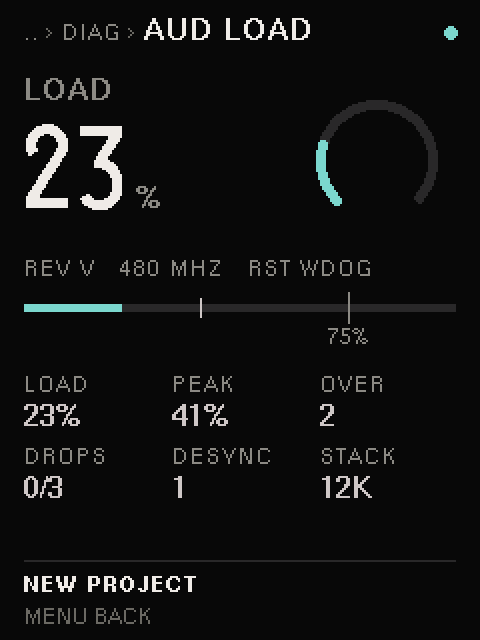 ..> DIAG > AUD LOAD
LOAD
23 %
REV V 480 MHZ RST WDOG
75%
LOAD PEAK OVER
23% 41% 2
DROPS DESYNC STACK
0/3 1 12K
NEW PROJECT
MENU BACK